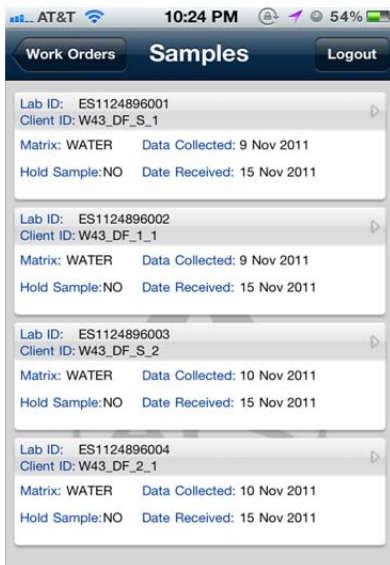 AT&T 10:24 PM 54%
Work Orders Samples Logout
Lab ID: ES1124896001
Client ID: W43_DF_S_1
Matrix: WATER Data Collected: 9 Nov 2011
Hold Sample:NO Date Received: 15 Nov 2011
Lab ID: ES1124896002
Client ID: W43_DF_1_1
Matrix: WATER Data Collected: 9 Nov 2011
Hold Sample:NO Date Received: 15 Nov 2011
Lab ID: ES1124896003
Client ID: W43_DF_S_2
Matrix: WATER Data Collected: 10 Nov 2011
Hold Sample:NO Date Received: 15 Nov 2011
Lab ID: ES1124896004
Client ID: W43_DF_2_1
Matrix: WATER Data Collected: 10 Nov 2011
Hold Sample:NO Date Received: 15 Nov 2011